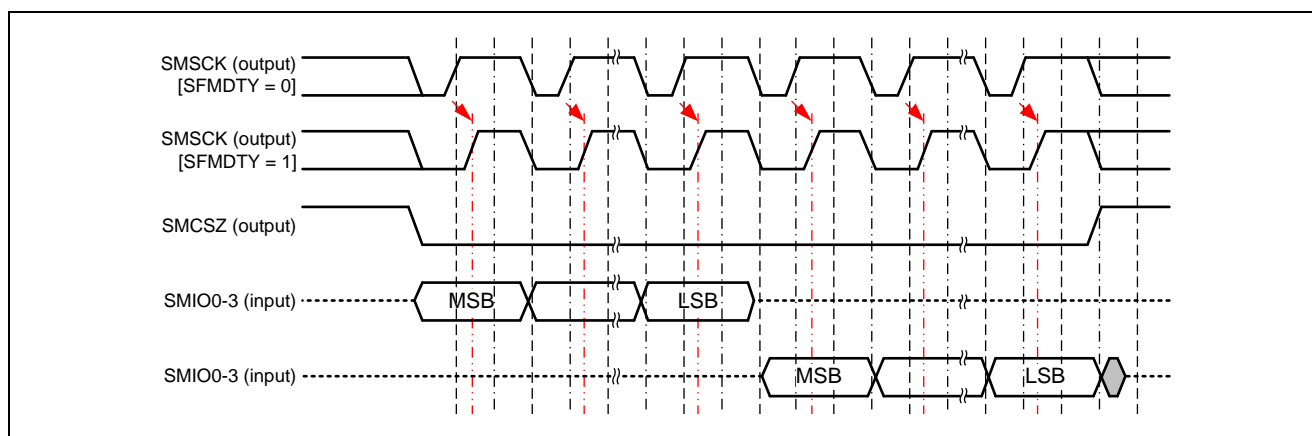 SMSCK (output)
[SFMDTY = 0]
SMSCK (output)
[SFMDTY = 1]
SMCSZ (output)
SMIO0-3 (input)
MSB
LSB
SMIO0-3 (input)
MSB
LSB